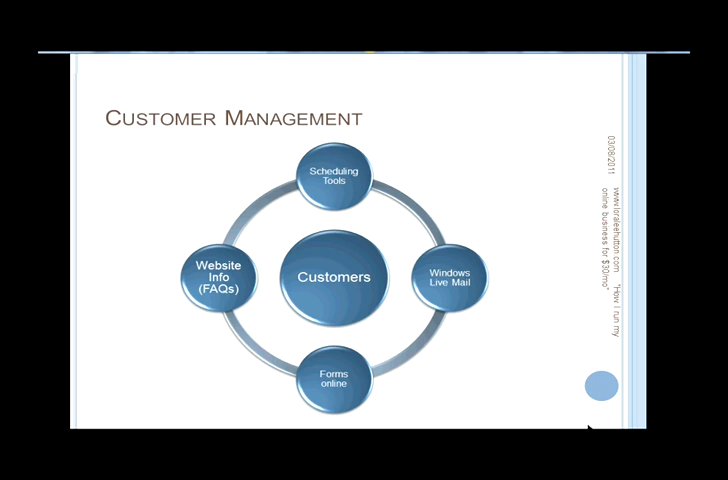 CUSTOMER MANAGEMENT
Scheduling
Tools
Website
Info
(FAQs)
Customers
Windows
Live Mail
Forms
online
03/08/2011
www.loraleehutton.com "How I run my
online business for $30/mo"